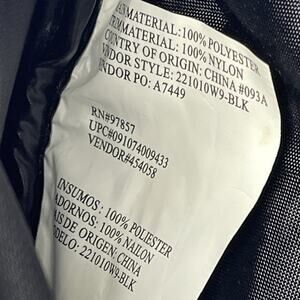 MATERIAL: 100% POLYESTER
MATERIAL: 100% NYLON
COUNTRY OF ORIGIN: CHINA #093A
VENDOR STYLE: 221010W9-BLK
VENDOR PO: A7449
RN#97857
UPC#091074009433
VENDOR#454058
INSUMOS: 100% POLIESTER
ADORNOS: 100% NAILON
PAIS DE ORIGEN: CHINA
MODELO: 221010W9-BLK